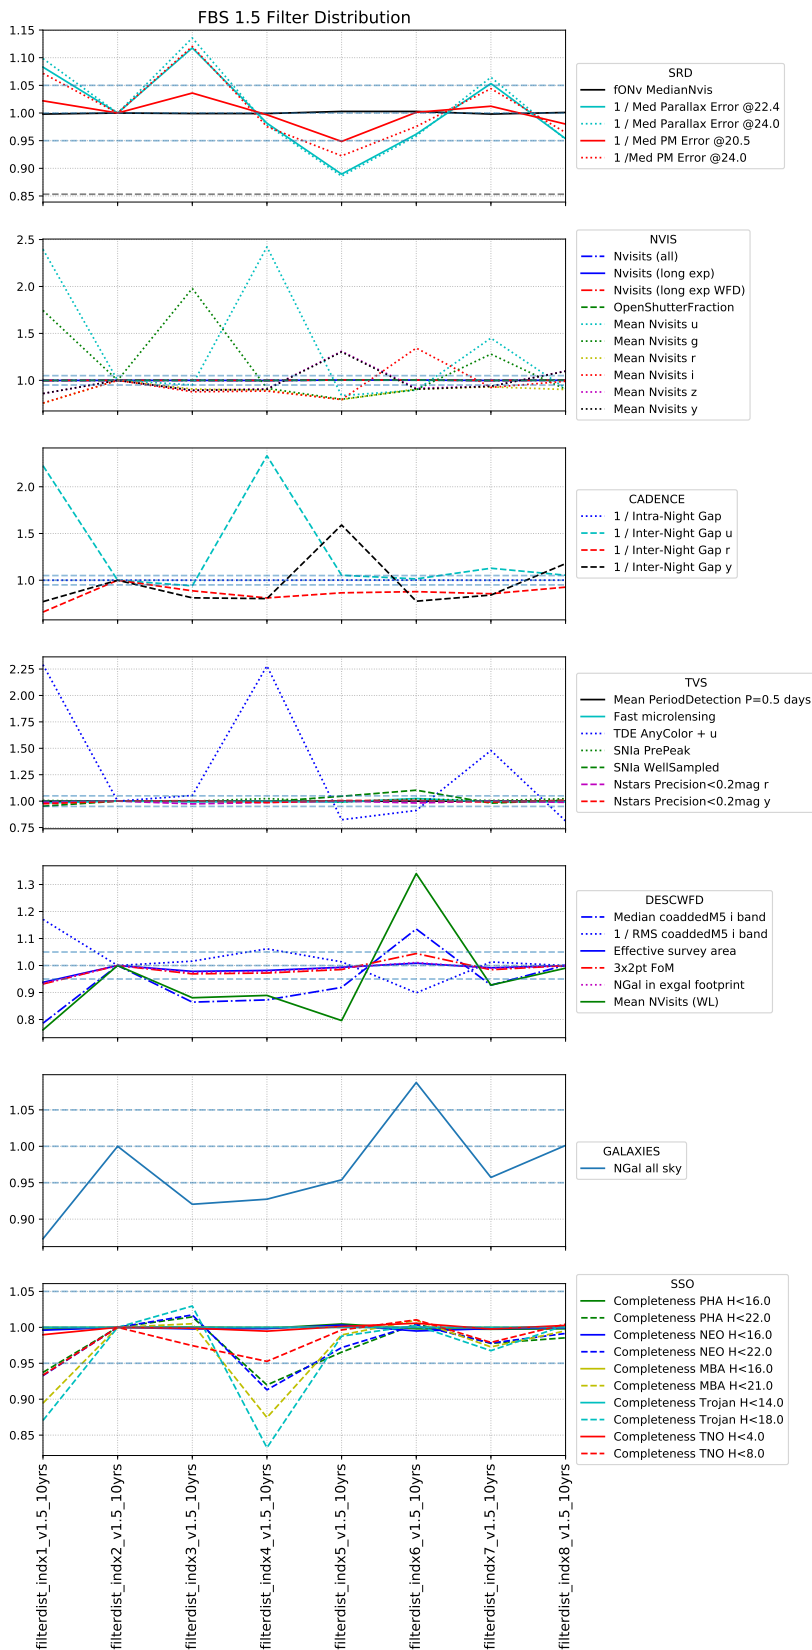 FBS 1.5 Filter Distribution
1.15
1.10
1.05
1.00
0.95
0.90
0.85
SRD
fONv MedianNvis
1 / Med Parallax Error @22.4
1 / Med Parallax Error @24.0
1 / Med PM Error @20.5
1 /Med PM Error @24.0
2.5
2.0
1.5
1.0
NVIS
Nvisits (all)
Nvisits (long exp)
Nvisits (long exp WFD)
OpenShutterFraction
Mean Nvisits u
Mean Nvisits g
Mean Nvisits r
Mean Nvisits i
Mean Nvisits z
Mean Nvisits y
2.0
1.5
1.0
CADENCE
1 / Intra-Night Gap
1 / Inter-Night Gap u
1 / Inter-Night Gap r
1 / Inter-Night Gap y
2.25
2.00
1.75
1.50
1.25
1.00
0.75
TVS
Mean PeriodDetection P=0.5 days
Fast microlensing
TDE AnyColor + u
SNIa PrePeak
SNIa WellSampled
Nstars Precision<0.2mag r
Nstars Precision<0.2mag y
1.3
1.2
1.1
1.0
0.9
0.8
DESCWFD
Median coaddedM5 i band
1 / RMS coaddedM5 i band
Effective survey area
3x2pt FoM
NGal in exgal footprint
Mean NVisits (WL)
1.05
1.00
0.95
0.90
GALAXIES
NGal all sky
1.05
1.00
0.95
0.90
0.85
SSO
Completeness PHA H<16.0
Completeness PHA H<22.0
Completeness NEO H<16.0
Completeness NEO H<22.0
Completeness MBA H<16.0
Completeness MBA H<21.0
Completeness Trojan H<14.0
Completeness Trojan H<18.0
Completeness TNO H<4.0
Completeness TNO H<8.0
filterdist_indx1_v1.5_10yrs
filterdist_indx2_v1.5_10yrs
filterdist_indx3_v1.5_10yrs
filterdist_indx4_v1.5_10yrs
filterdist_indx5_v1.5_10yrs
filterdist_indx6_v1.5_10yrs
filterdist_indx7_v1.5_10yrs
filterdist_indx8_v1.5_10yrs